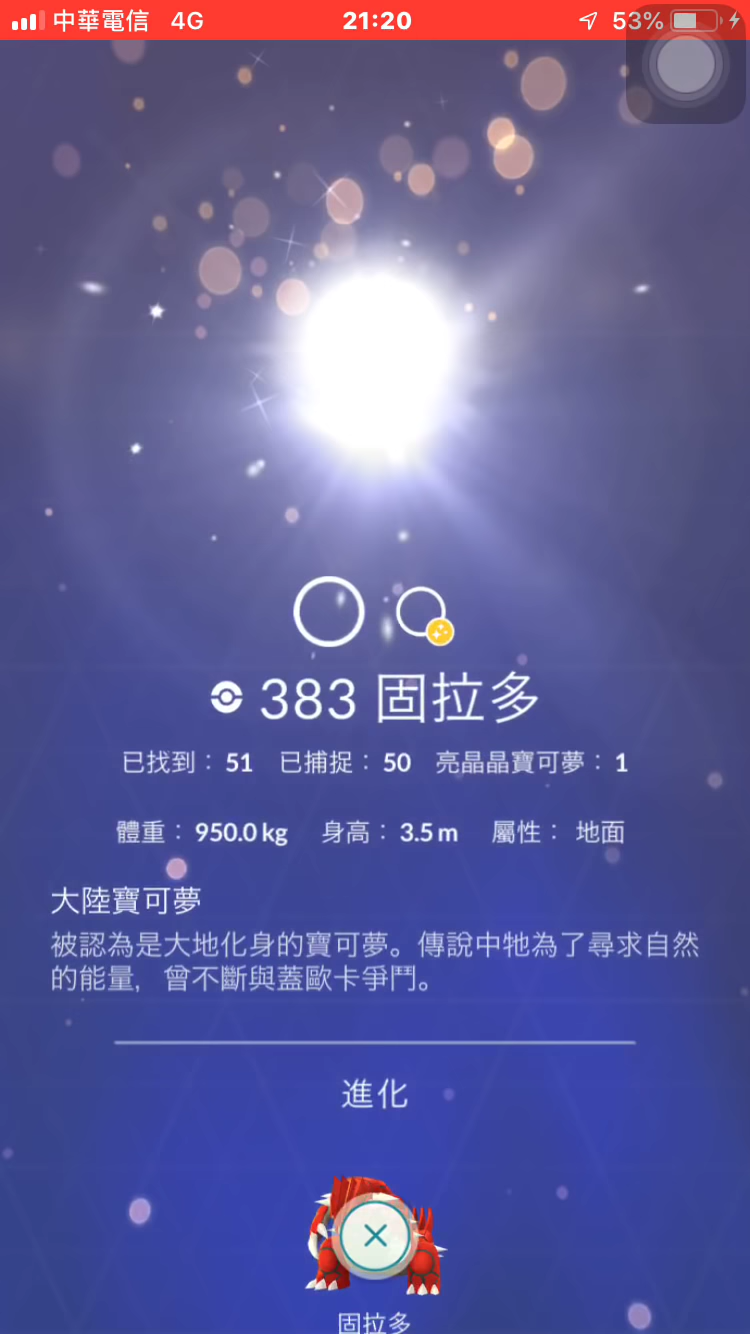 中華電信 4G 21:20 53%
383 固拉多
已找到：51 已捕捉：50 亮晶晶寶可夢：1
體重：950.0 kg 身高：3.5 m 屬性：地面
大陸寶可夢
被認為是大地化身的寶可夢。傳說中牠為了尋求自然
的能量，曾不斷與蓋歐卡爭鬥。
進化
固拉多